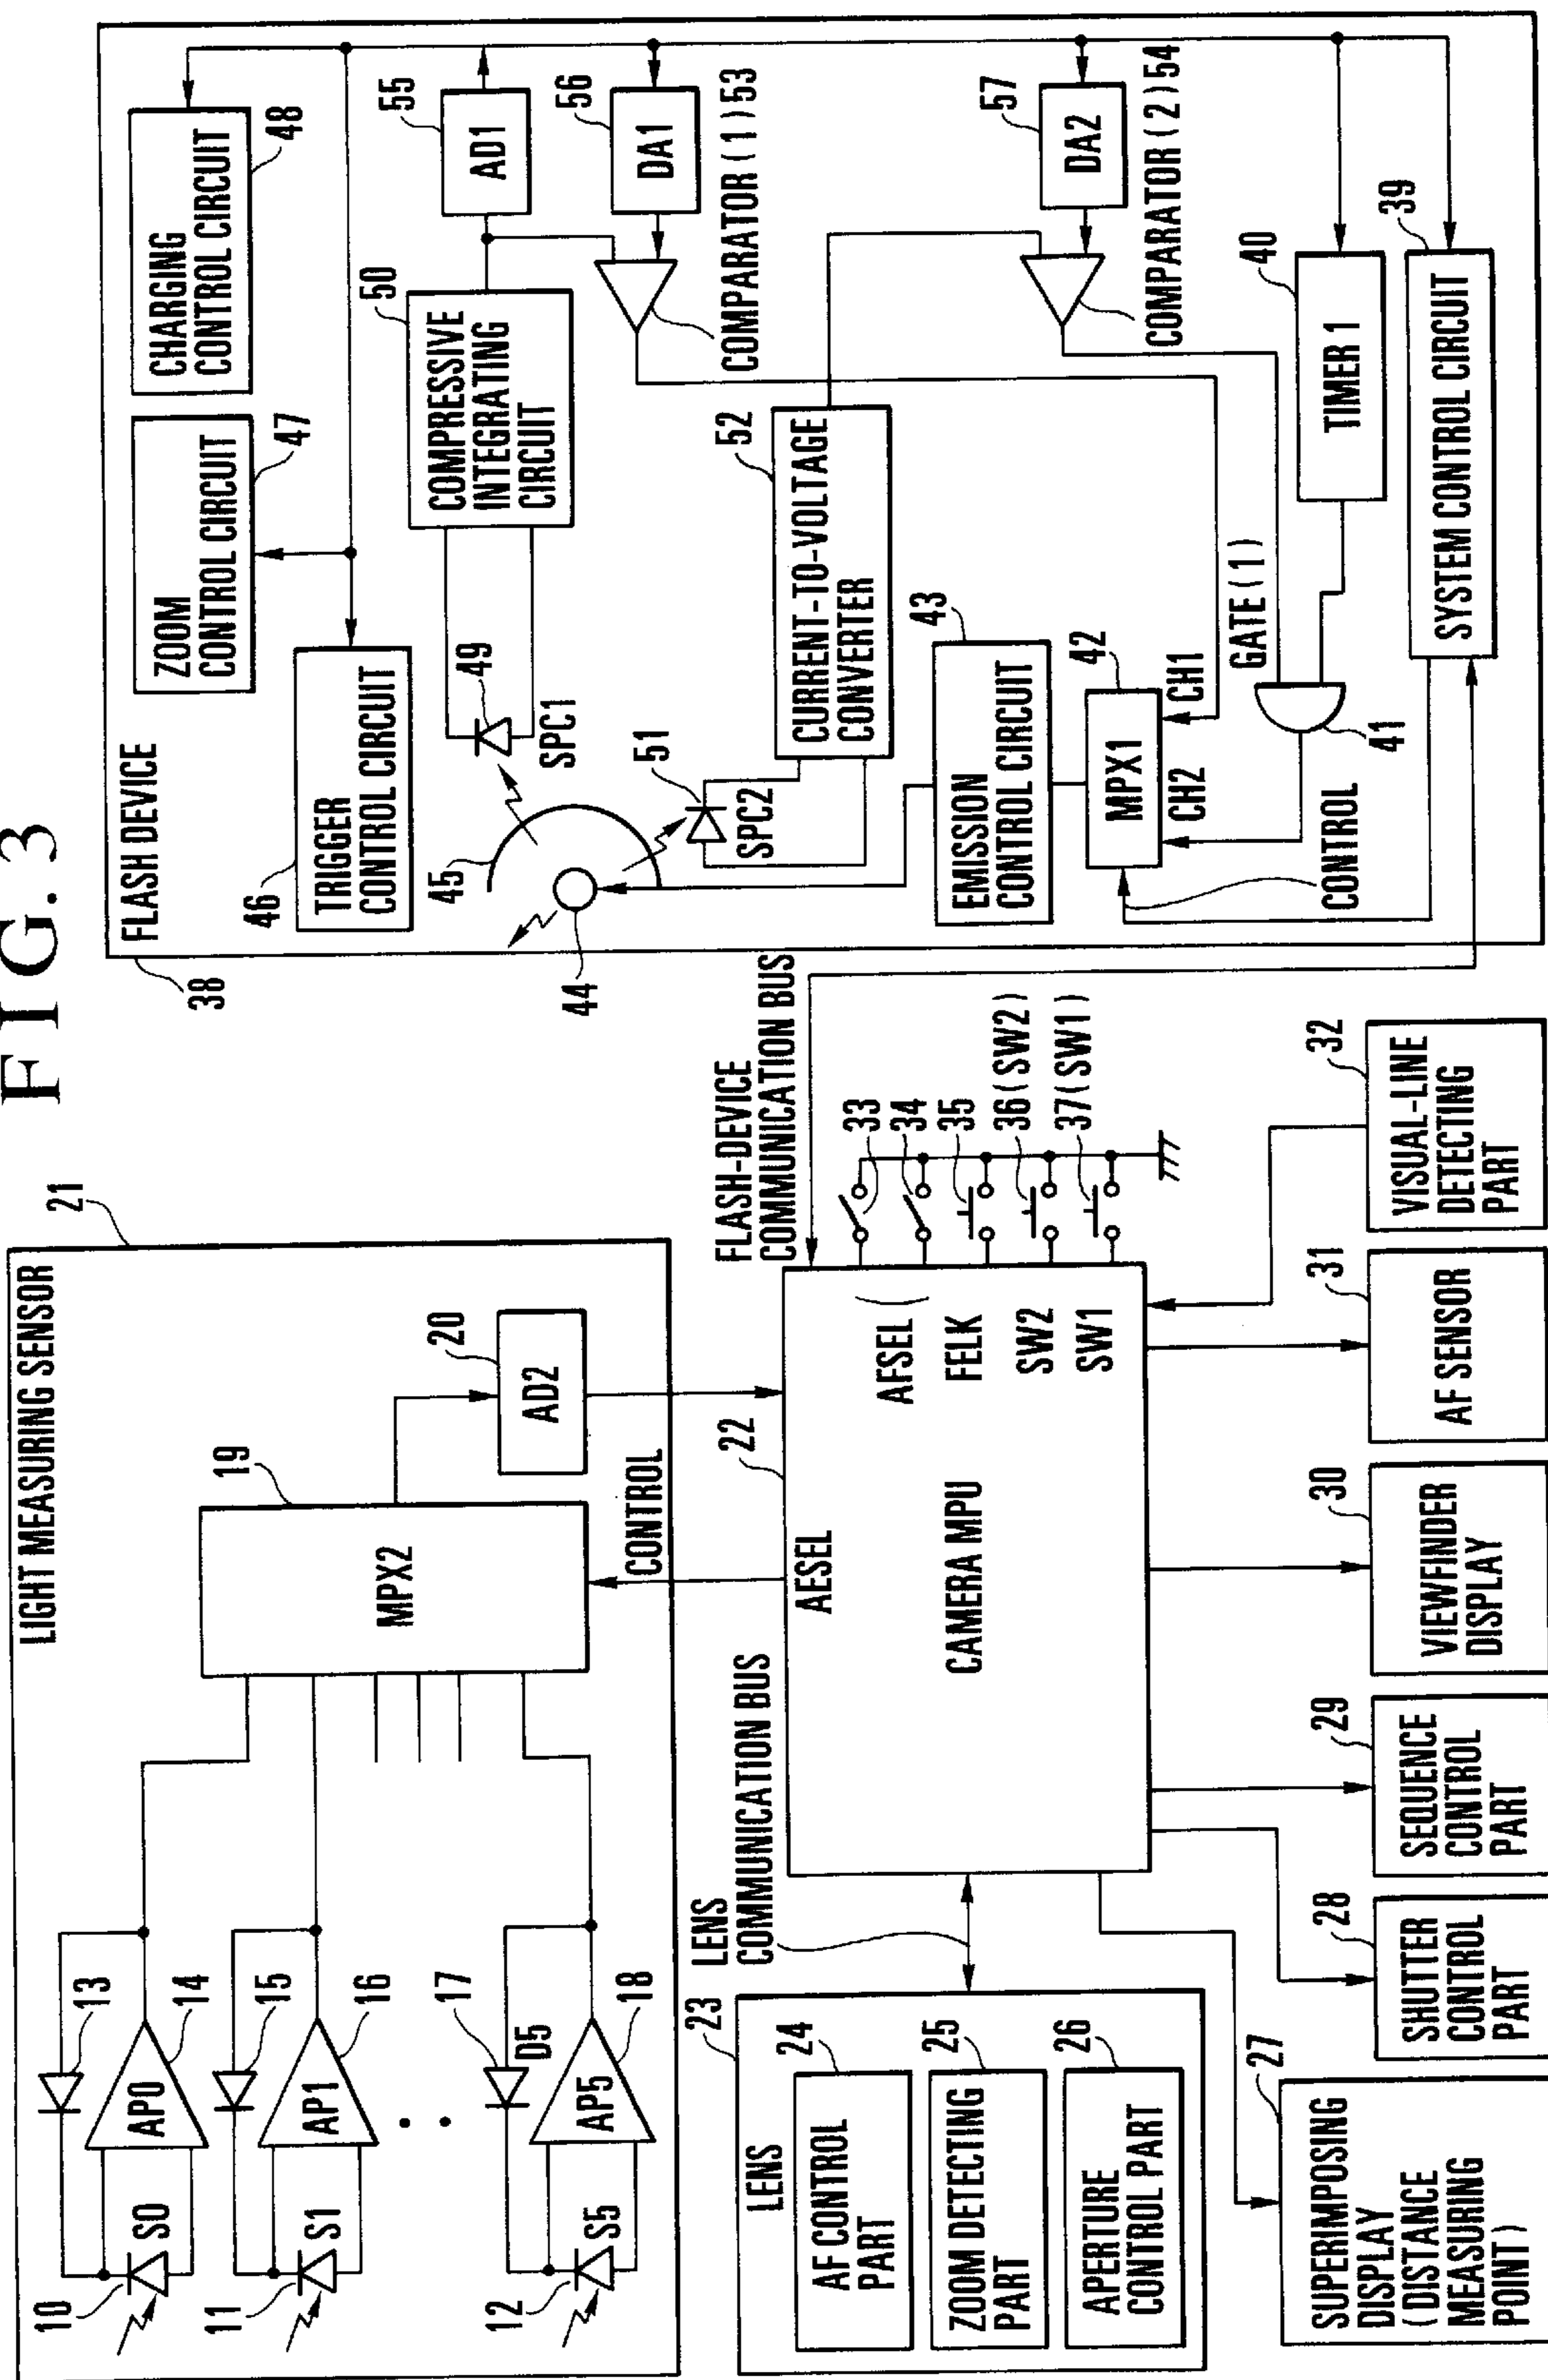 FIG.3
LIGHT MEASURING SENSOR
21
10
S0
13
AP0
14
11
S1
15
AP1
16
12
S5
17
D5
AP5
18
19
MPX2
20
AD2
CONTROL
LENS
COMMUNICATION BUS
22
AESEL
CAMERA MPU
AFSEL
FELK
SW2
SW1
FLASH-DEVICE
COMMUNICATION BUS
33
34
35
36(SW2)
37(SW1)
23
LENS
24
AF CONTROL
PART
25
ZOOM DETECTING
PART
26
APERTURE
CONTROL PART
27
SUPERIMPOSING
DISPLAY
(DISTANCE
MEASURING
POINT)
28
SHUTTER
CONTROL
PART
29
SEQUENCE
CONTROL
PART
30
VIEWFINDER
DISPLAY
31
AF SENSOR
32
VISUAL-LINE
DETECTING
PART
38
FLASH DEVICE
46
TRIGGER
CONTROL CIRCUIT
ZOOM
CONTROL CIRCUIT
47
CHARGING
CONTROL CIRCUIT
48
45
44
49
SPC1
50
COMPRESSIVE
INTEGRATING
CIRCUIT
55
AD1
56
DA1
COMPARATOR(1)53
51
SPC2
52
CURRENT-TO-VOLTAGE
CONVERTER
57
DA2
COMPARATOR(2)54
43
EMISSION
CONTROL CIRCUIT
42
MPX1
CH2
CH1
GATE(1)
41
CONTROL
40
TIMER 1
39
SYSTEM CONTROL CIRCUIT